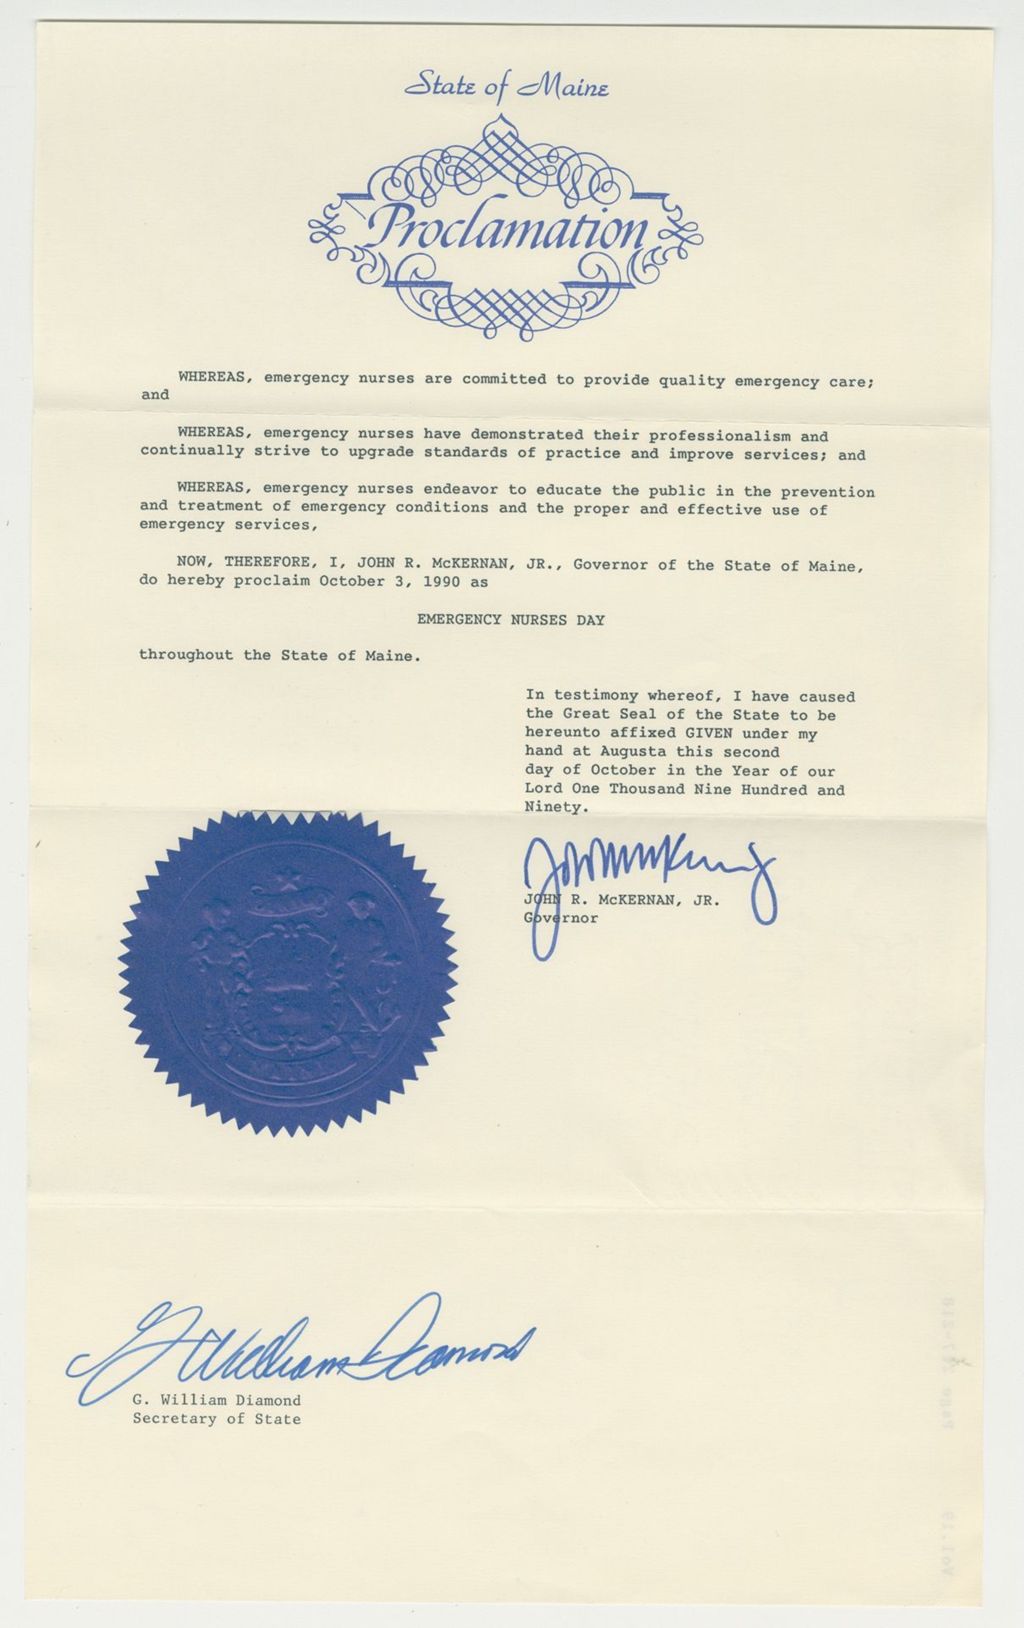 State of Maine
Proclamation
WHEREAS, emergency nurses are committed to provide quality emergency care;
and
WHEREAS, emergency nurses have demonstrated their professionalism and
continually strive to upgrade standards of practice and improve services; and
WHEREAS, emergency nurses endeavor to educate the public in the prevention
and treatment of emergency conditions and the proper and effective use of
emergency services,
NOW, THEREFORE, I, JOHN R. McKERNAN, JR., Governor of the State of Maine,
do hereby proclaim October 3, 1990 as
EMERGENCY NURSES DAY
throughout the State of Maine.
In testimony whereof, I have caused
the Great Seal of the State to be
hereunto affixed GIVEN under my
hand at Augusta this second
day of October in the Year of our
Lord One Thousand Nine Hundred and
Ninety.
JOHN R. McKERNAN, JR.
Governor
G. William Diamond
G. William Diamond
Secretary of State